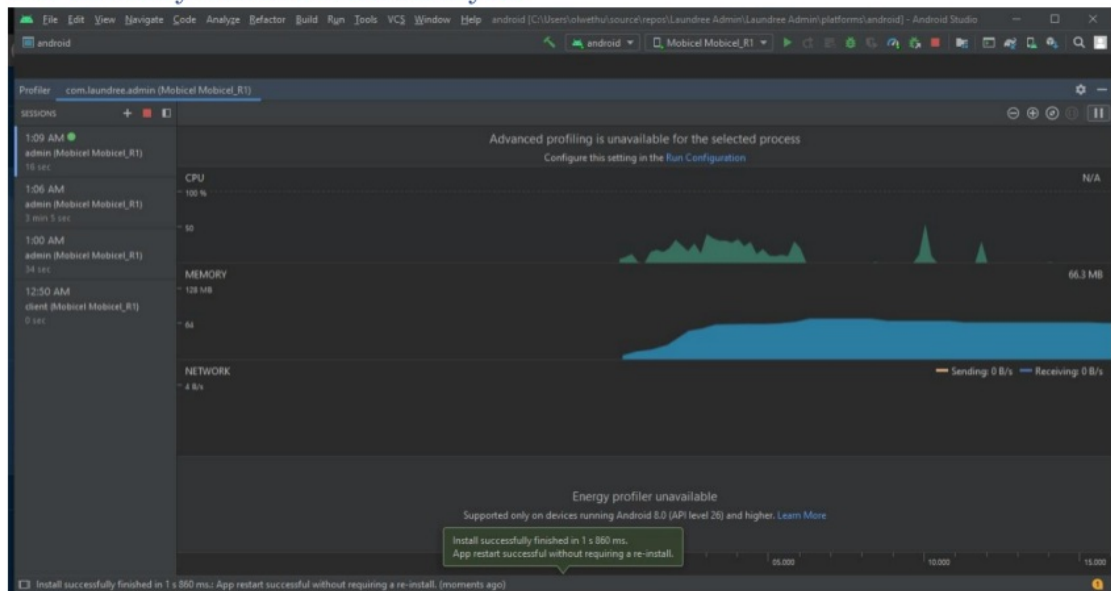 File Edit View Navigate Code Analyze Refactor Build Run Tools VCS Window Help android [C:\Users\olwethu\source\repos\Laundree Admin\Laundree Admin\platforms\android] - Android Studio
android android Mobicel Mobicel_R1
Profiler com.laundree.admin (Mobicel Mobicel_R1)
SESSIONS
1:09 AM
admin (Mobicel Mobicel_R1)
16 sec
1:06 AM
admin (Mobicel Mobicel_R1)
3 min 5 sec
1:00 AM
admin (Mobicel Mobicel_R1)
34 sec
12:50 AM
client (Mobicel Mobicel_R1)
0 sec
Advanced profiling is unavailable for the selected process
Configure this setting in the Run Configuration
CPU N/A
100 %
50
MEMORY 66.3 MB
128 MB
64
NETWORK Sending: 0 B/s Receiving: 0 B/s
4 B/s
Energy profiler unavailable
Supported only on devices running Android 8.0 (API level 26) and higher. Learn More
Install successfully finished in 1 s 860 ms.
App restart successful without requiring a re-install.
05.000 10.000 15.000
Install successfully finished in 1 s 860 ms.: App restart successful without requiring a re-install. (moments ago) 1